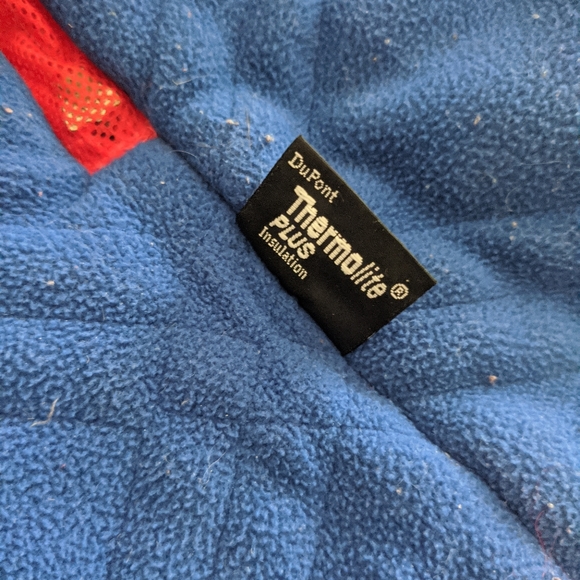 DuPont
Thermolite®
PLUS
Insulation